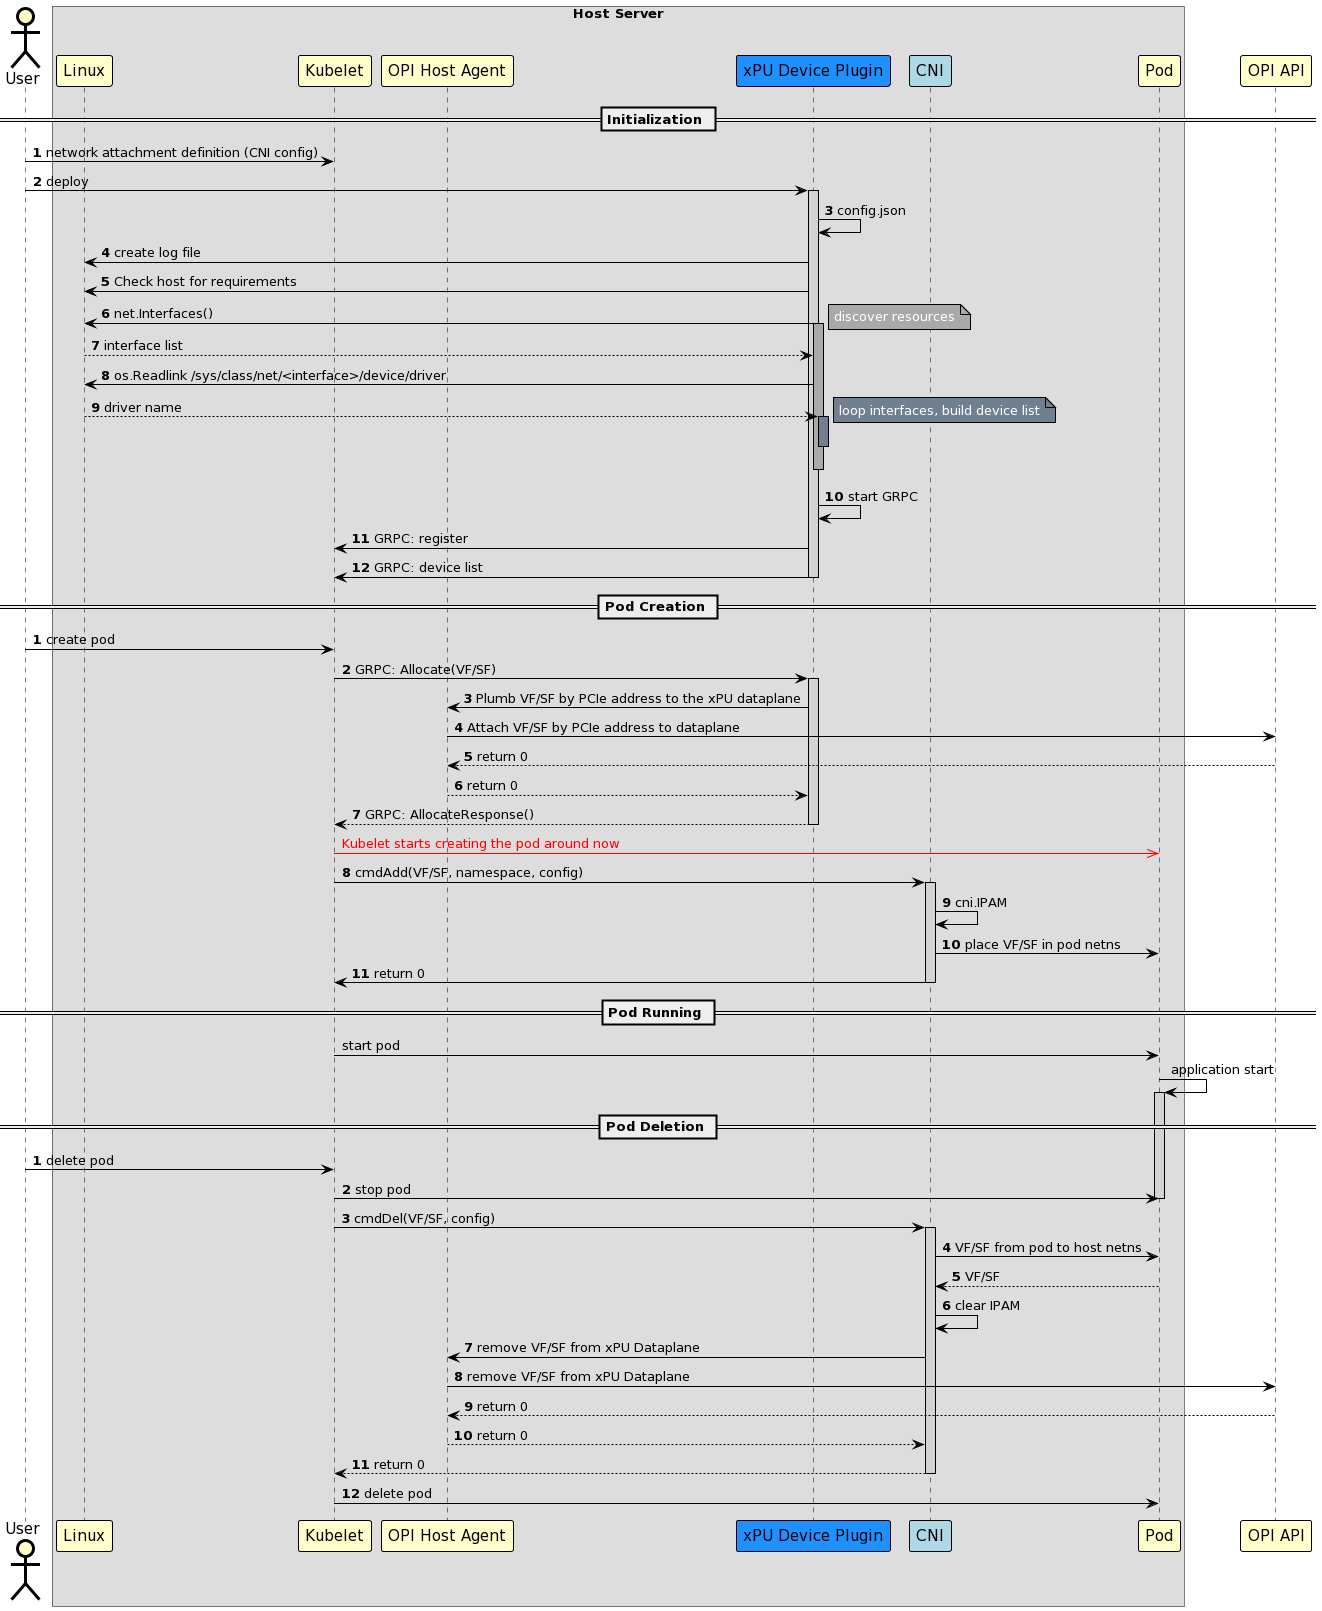 Host Server
User
Linux
Kubelet
OPI Host Agent
xPU Device Plugin
CNI
Pod
OPI API
Initialization
1 network attachment definition (CNI config)
2 deploy
3 config.json
4 create log file
5 Check host for requirements
6 net.Interfaces()
discover resources
7 interface list
8 os.Readlink /sys/class/net/<interface>/device/driver
9 driver name
loop interfaces, build device list
10 start GRPC
11 GRPC: register
12 GRPC: device list
Pod Creation
1 create pod
2 GRPC: Allocate(VF/SF)
3 Plumb VF/SF by PCIe address to the xPU dataplane
4 Attach VF/SF by PCIe address to dataplane
5 return 0
6 return 0
7 GRPC: AllocateResponse()
Kubelet starts creating the pod around now
8 cmdAdd(VF/SF, namespace, config)
9 cni.IPAM
10 place VF/SF in pod netns
11 return 0
Pod Running
start pod
application start
Pod Deletion
1 delete pod
2 stop pod
3 cmdDel(VF/SF, config)
4 VF/SF from pod to host netns
5 VF/SF
6 clear IPAM
7 remove VF/SF from xPU Dataplane
8 remove VF/SF from xPU Dataplane
9 return 0
10 return 0
11 return 0
12 delete pod
User
Linux
Kubelet
OPI Host Agent
xPU Device Plugin
CNI
Pod
OPI API